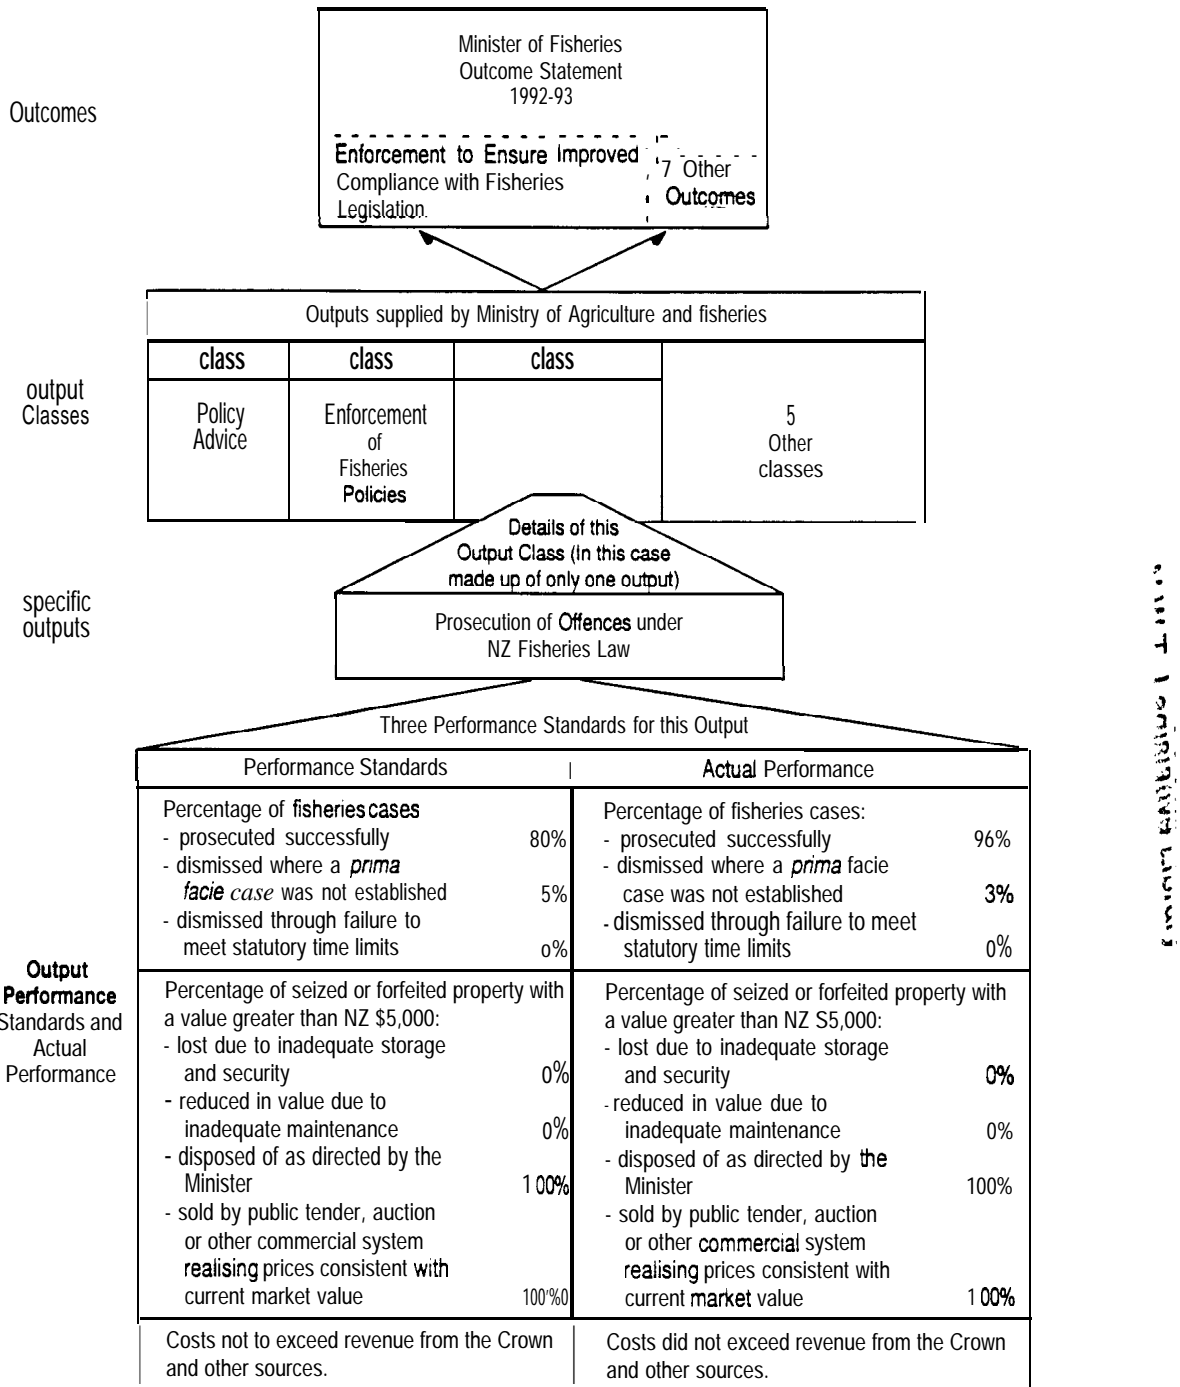 Minister of Fisheries
Outcome Statement
1992-93
Outcomes
Enforcement to Ensure Improved
Compliance with Fisheries
Legislation
7 Other
Outcomes
Outputs supplied by Ministry of Agriculture and fisheries
class
class
class
output
Classes
Policy
Advice
Enforcement
of
Fisheries
Policies
5
Other
classes
Details of this
Output Class (In this case
made up of only one output)
specific
outputs
Prosecution of Offences under
NZ Fisheries Law
Three Performance Standards for this Output
Performance Standards
Actual Performance
Percentage of fisheries cases
- prosecuted successfully 80%
- dismissed where a prima
facie case was not established 5%
- dismissed through failure to
meet statutory time limits 0%
Percentage of fisheries cases:
- prosecuted successfully 96%
- dismissed where a prima facie
case was not established 3%
- dismissed through failure to meet
statutory time limits 0%
Output
Performance
Standards and
Actual
Performance
Percentage of seized or forfeited property with
a value greater than NZ $5,000:
- lost due to inadequate storage
and security 0%
- reduced in value due to
inadequate maintenance 0%
- disposed of as directed by the
Minister 100%
- sold by public tender, auction
or other commercial system
realising prices consistent with
current market value 100'%0
Percentage of seized or forfeited property with
a value greater than NZ S5,000:
- lost due to inadequate storage
and security 0%
- reduced in value due to
inadequate maintenance 0%
- disposed of as directed by the
Minister 100%
- sold by public tender, auction
or other commercial system
realising prices consistent with
current market value 100%
Costs not to exceed revenue from the Crown
and other sources.
Costs did not exceed revenue from the Crown
and other sources.